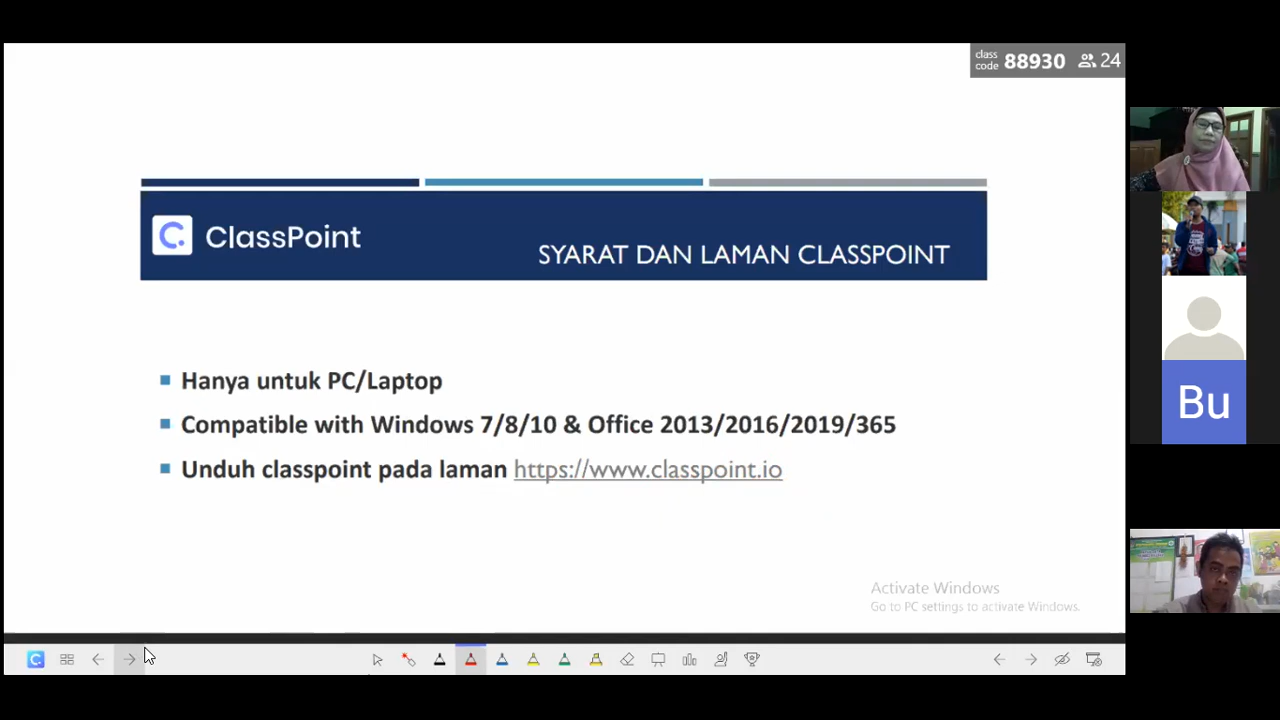 class code 88930 24
ClassPoint
SYARAT DAN LAMAN CLASSPOINT
Hanya untuk PC/Laptop
Compatible with Windows 7/8/10 & Office 2013/2016/2019/365
Unduh classpoint pada laman https://www.classpoint.io
Bu
Activate Windows
Go to PC settings to activate Windows.